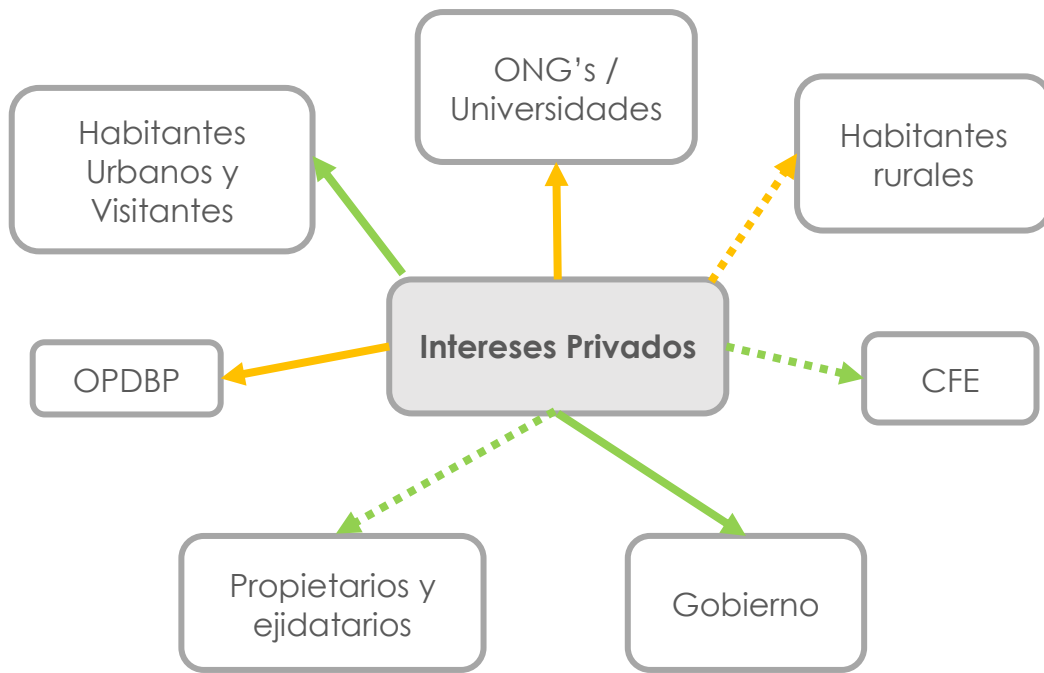 ONG's /
Universidades
Habitantes
Urbanos y
Visitantes
Habitantes
rurales
Intereses Privados
OPDBP
CFE
Propietarios y
ejidatarios
Gobierno